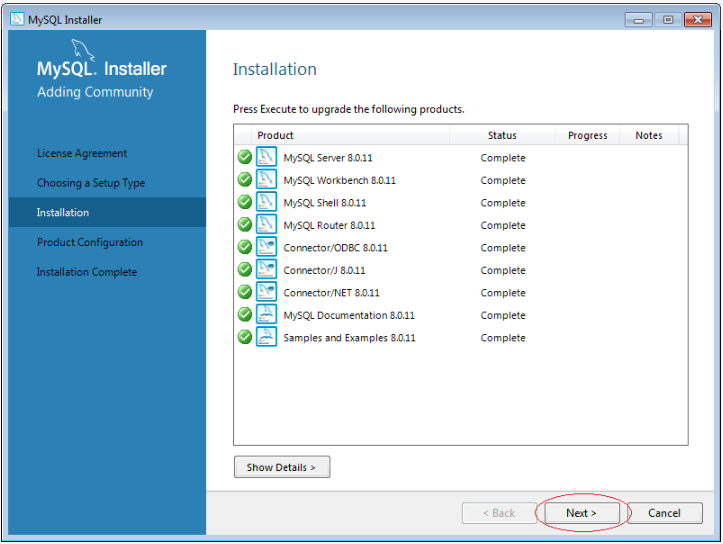 MySQL Installer
MySQL. Installer
Adding Community
License Agreement
Choosing a Setup Type
Installation
Product Configuration
Installation Complete
Installation
Press Execute to upgrade the following products.
Product Status Progress Notes
MySQL Server 8.0.11 Complete
MySQL Workbench 8.0.11 Complete
MySQL Shell 8.0.11 Complete
MySQL Router 8.0.11 Complete
Connector/ODBC 8.0.11 Complete
Connector/J 8.0.11 Complete
Connector/NET 8.0.11 Complete
MySQL Documentation 8.0.11 Complete
Samples and Examples 8.0.11 Complete
Show Details >
< Back Next > Cancel